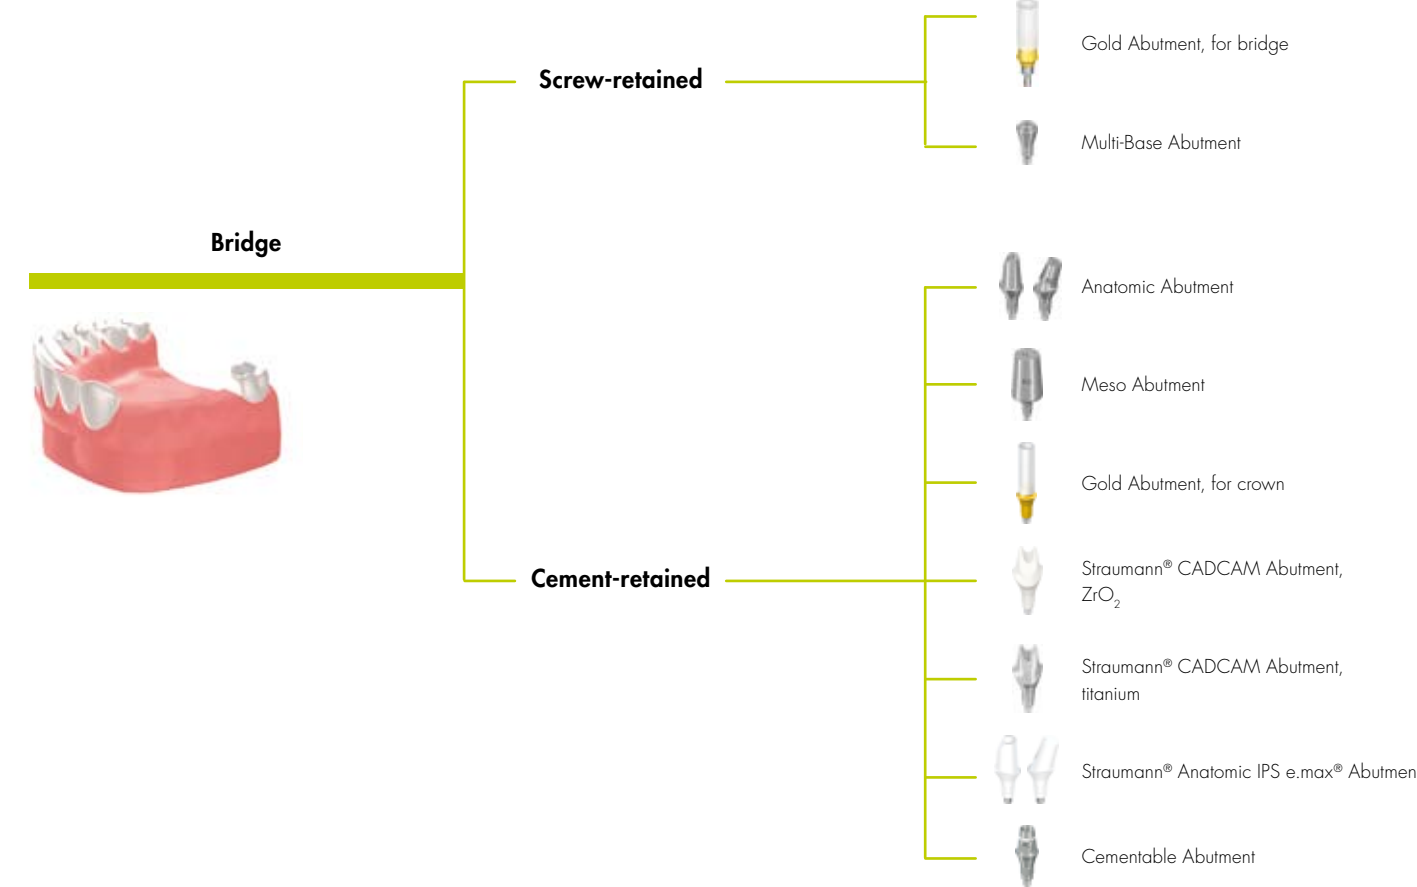 Bridge
Screw-retained
Gold Abutment, for bridge
Multi-Base Abutment
Cement-retained
Anatomic Abutment
Meso Abutment
Gold Abutment, for crown
Straumann® CADCAM Abutment,
ZrO₂
Straumann® CADCAM Abutment,
titanium
Straumann® Anatomic IPS e.max® Abutmen
Cementable Abutment